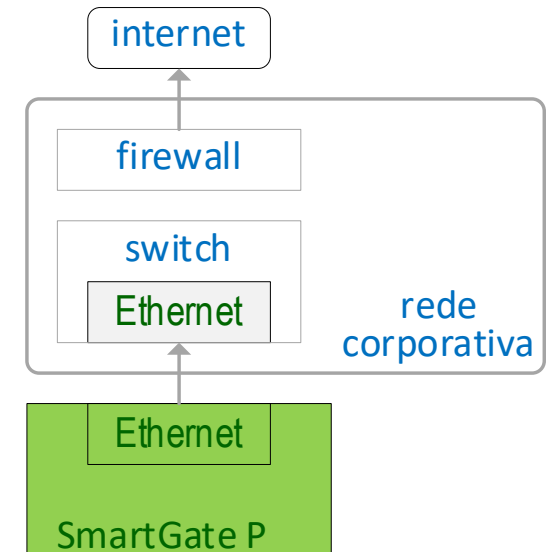 internet
firewall
switch
Ethernet
rede
corporativa
Ethernet
SmartGate P